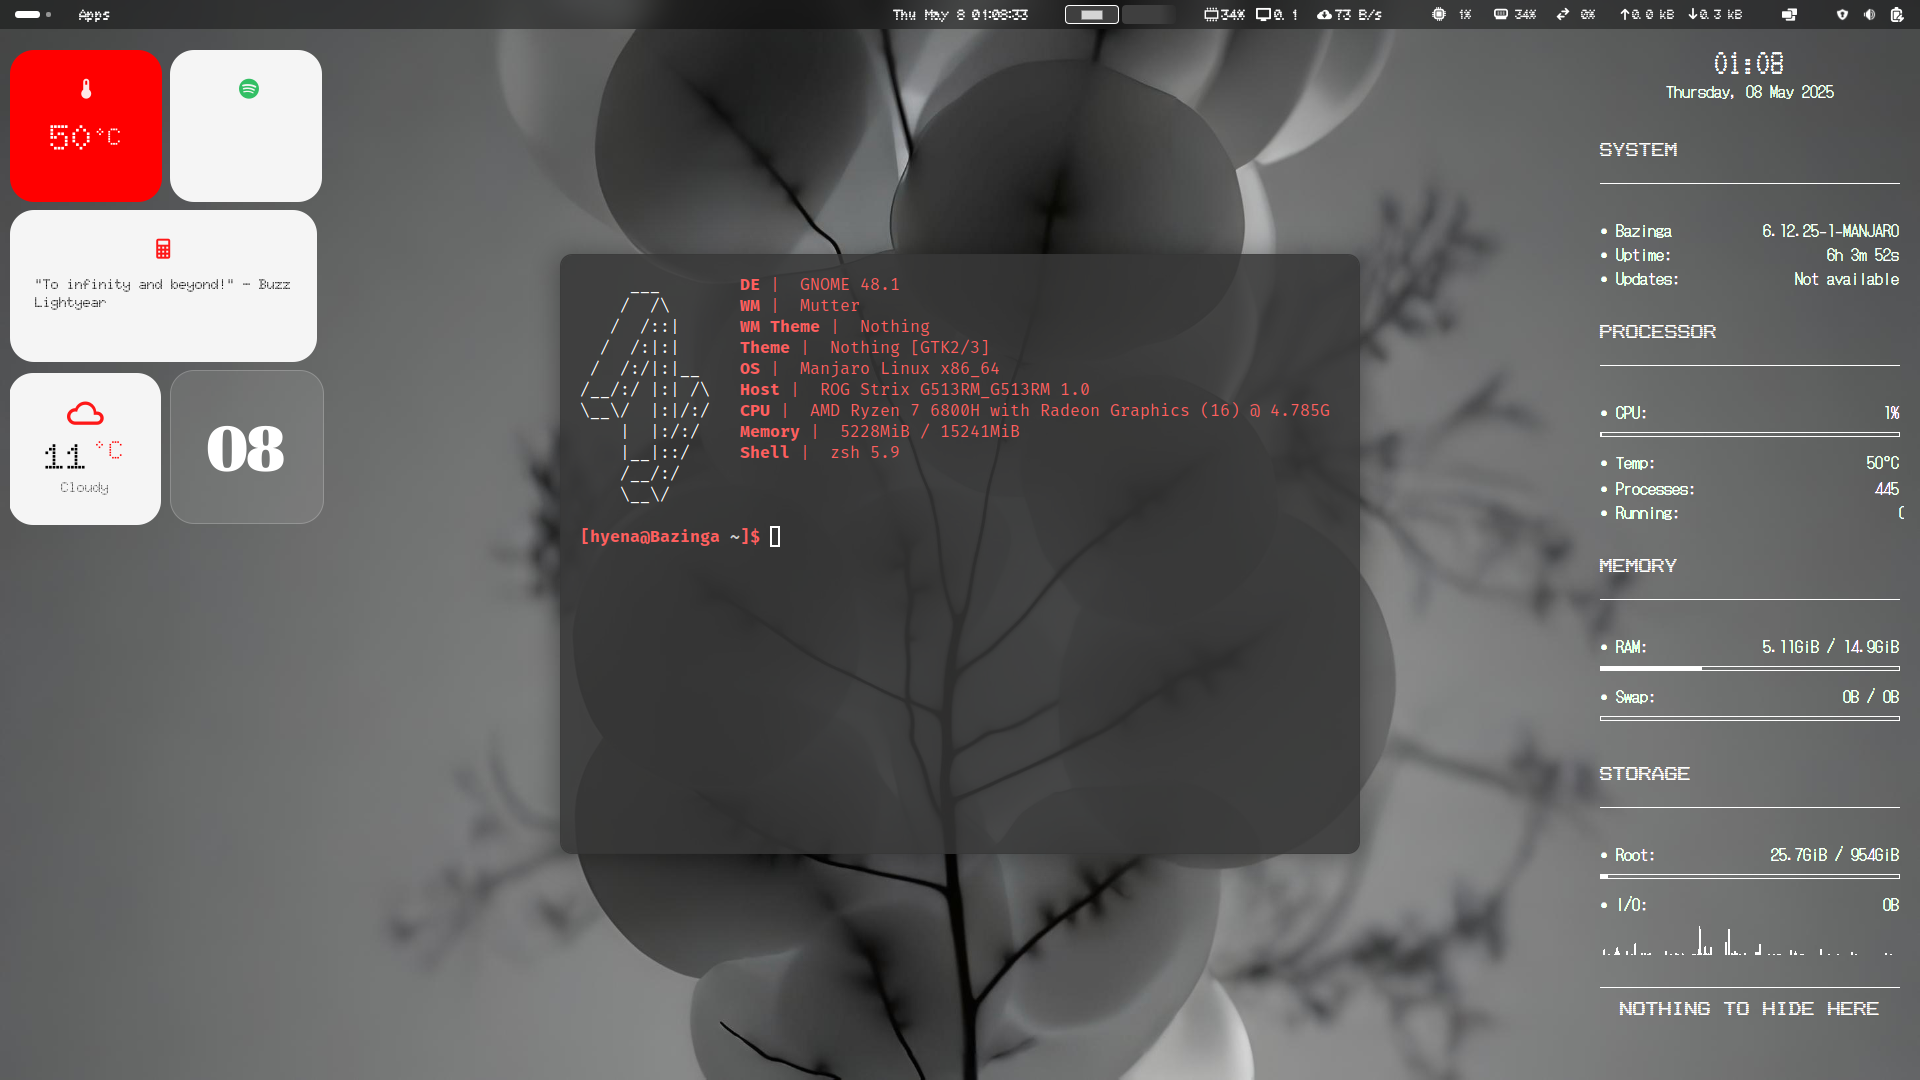 Apps
Thu May 8 01:08:33
34% 0. 1 73 B/s
1% 34% 0% ↑0. 0 kB ↓0. 3 kB
50°C
"To infinity and beyond!" - Buzz
Lightyear
11 °C
Cloudy
08
DE | GNOME 48.1
WM | Mutter
WM Theme | Nothing
Theme | Nothing [GTK2/3]
OS | Manjaro Linux x86_64
Host | ROG Strix G513RM_G513RM 1.0
CPU | AMD Ryzen 7 6800H with Radeon Graphics (16) @ 4.785G
Memory | 5228MiB / 15241MiB
Shell | zsh 5.9
[hyena@Bazinga ~]$
01:08
Thursday, 08 May 2025
SYSTEM
• Bazinga 6.12.25-1-MANJARO
• Uptime: 6h 3m 52s
• Updates: Not available
PROCESSOR
• CPU: 1%
• Temp: 50°C
• Processes: 445
• Running:
MEMORY
• RAM: 5.11GiB / 14.9GiB
• Swap: 0B / 0B
STORAGE
• Root: 25.7GiB / 954GiB
• I/O: 0B
NOTHING TO HIDE HERE